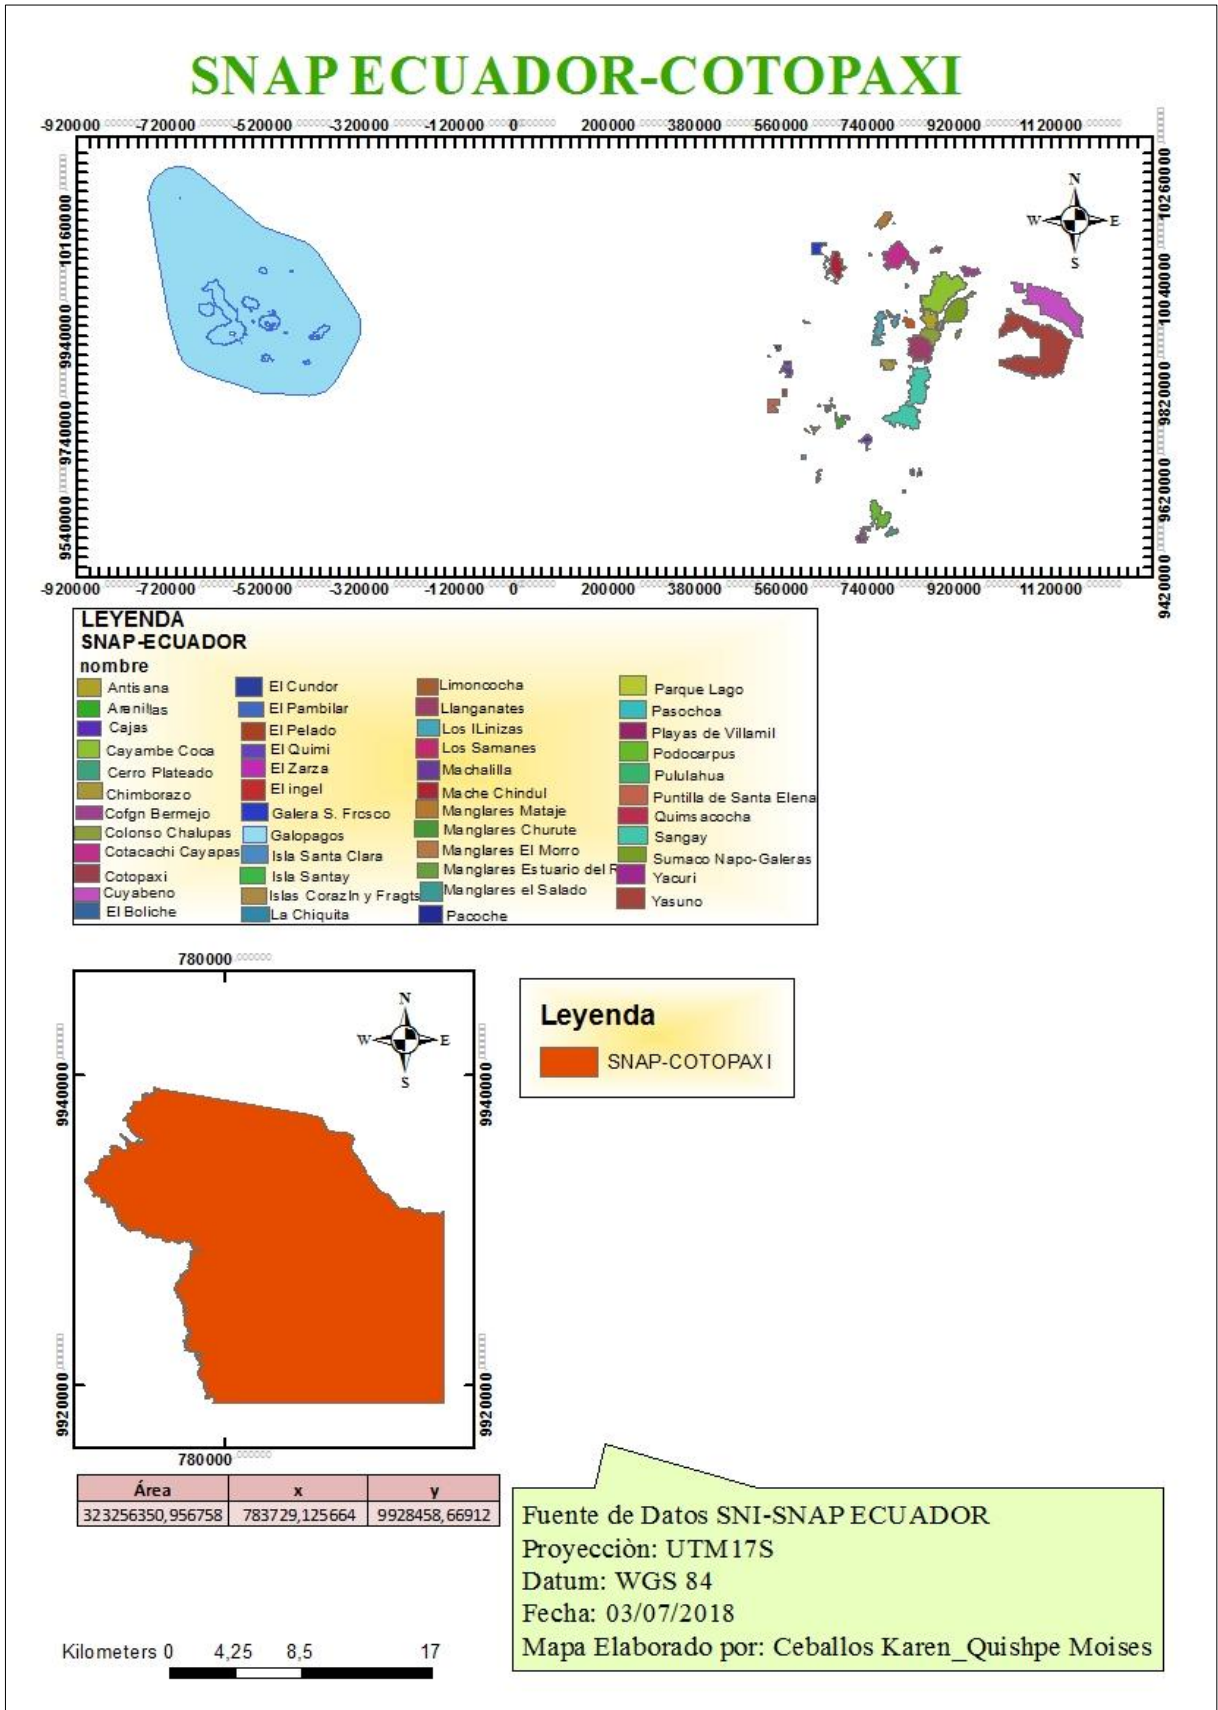 SNAP ECUADOR-COTOPAXI
-920000 -720000 -520000 -320000 -120000 0 200000 380000 560000 740000 920000 1120000
N
W E
S
10160000
9940000
9740000
9540000
10260000
10040000
9820000
9620000
9420000
-920000 -720000 -520000 -320000 -120000 0 200000 380000 560000 740000 920000 1120000
LEYENDA
SNAP-ECUADOR
nombre
Antisana
Arenillas
Cajas
Cayambe Coca
Cerro Plateado
Chimborazo
Cofgn Bermejo
Colonso Chalupas
Cotacachi Cayapas
Cotopaxi
Cuyabeno
El Boliche
El Cundor
El Pambilar
El Pelado
El Quimi
El Zarza
El ingel
Galera S. Frosco
Galopagos
Isla Santa Clara
Isla Santay
Islas Corazln y Fragts
La Chiquita
Limoncocha
Llanganates
Los ILinizas
Los Samanes
Machalilla
Mache Chindul
Manglares Mataje
Manglares Churute
Manglares El Morro
Manglares Estuario del R
Manglares el Salado
Pacoche
Parque Lago
Pasochoa
Playas de Villamil
Podocarpus
Pululahua
Puntilla de Santa Elena
Quimsacocha
Sangay
Sumaco Napo-Galeras
Yacuri
Yasuno
780000
N
W E
S
9940000
9920000
9940000
9920000
780000
Leyenda
SNAP-COTOPAXI
Área x y
323256350,956758 783729,125664 9928458,66912
Fuente de Datos SNI-SNAP ECUADOR
Proyecciòn: UTM17S
Datum: WGS 84
Fecha: 03/07/2018
Mapa Elaborado por: Ceballos Karen_Quishpe Moises
Kilometers 0 4,25 8,5 17